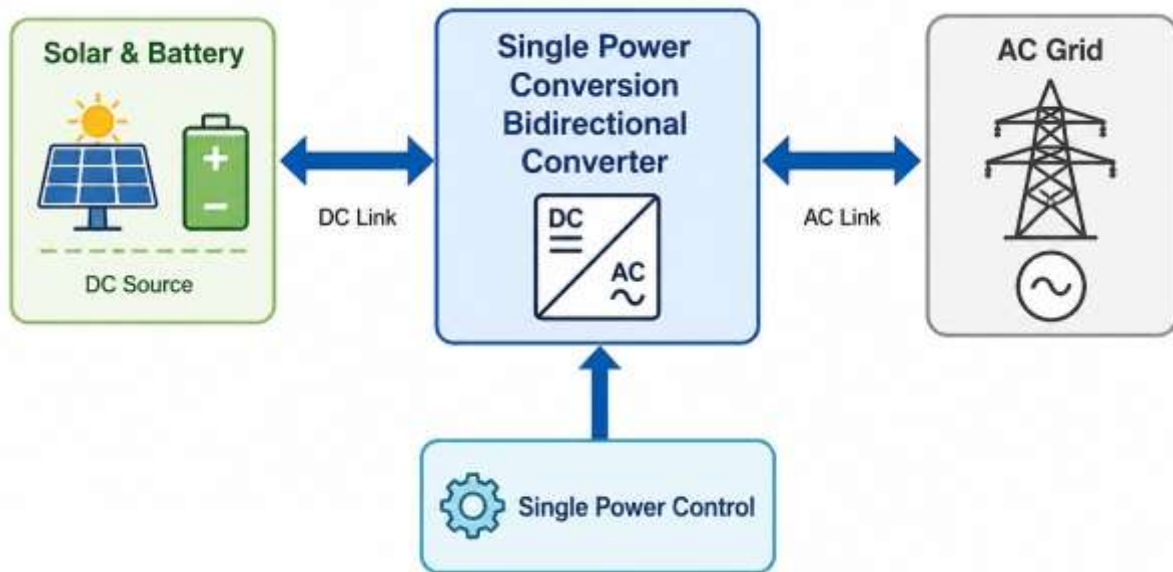 Solar & Battery
DC Source
DC Link
Single Power
Conversion
Bidirectional
Converter
DC
AC
AC Link
AC Grid
Single Power Control